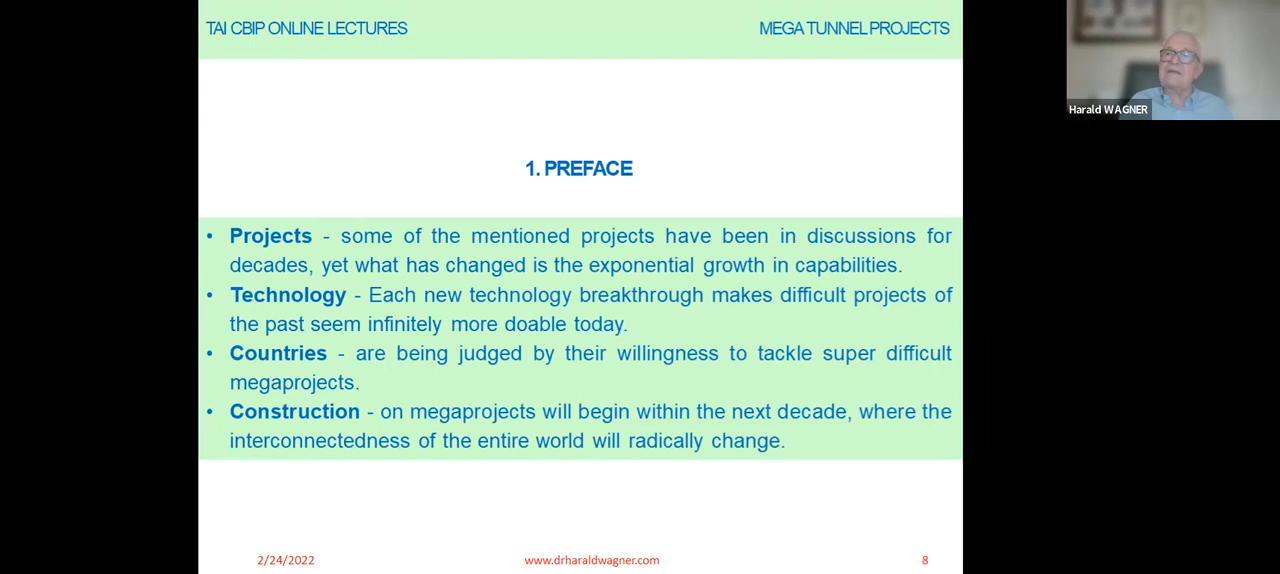 TAI CBIP ONLINE LECTURES MEGA TUNNEL PROJECTS
Harald WAGNER
1. PREFACE
• Projects - some of the mentioned projects have been in discussions for
decades, yet what has changed is the exponential growth in capabilities.
• Technology - Each new technology breakthrough makes difficult projects of
the past seem infinitely more doable today.
• Countries - are being judged by their willingness to tackle super difficult
megaprojects.
• Construction - on megaprojects will begin within the next decade, where the
interconnectedness of the entire world will radically change.
2/24/2022 www.drharaldwagner.com 8